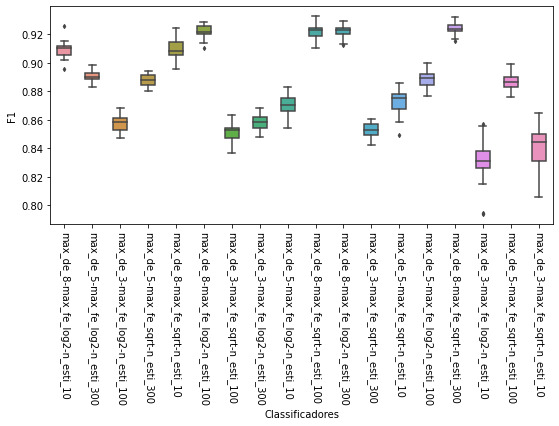 F1
0.92
0.90
0.88
0.86
0.84
0.82
0.80
max_de_8-max_fe_log2-n_esti_10
max_de_5-max_fe_log2-n_esti_300
max_de_3-max_fe_log2-n_esti_100
max_de_5-max_fe_sqrt-n_esti_300
max_de_8-max_fe_sqrt-n_esti_10
max_de_8-max_fe_log2-n_esti_100
max_de_3-max_fe_sqrt-n_esti_100
max_de_3-max_fe_log2-n_esti_300
max_de_5-max_fe_log2-n_esti_10
max_de_8-max_fe_sqrt-n_esti_100
max_de_8-max_fe_log2-n_esti_300
max_de_3-max_fe_sqrt-n_esti_300
max_de_5-max_fe_sqrt-n_esti_10
max_de_5-max_fe_log2-n_esti_100
max_de_8-max_fe_sqrt-n_esti_300
max_de_3-max_fe_log2-n_esti_10
max_de_5-max_fe_sqrt-n_esti_100
max_de_3-max_fe_sqrt-n_esti_10
Classificadores